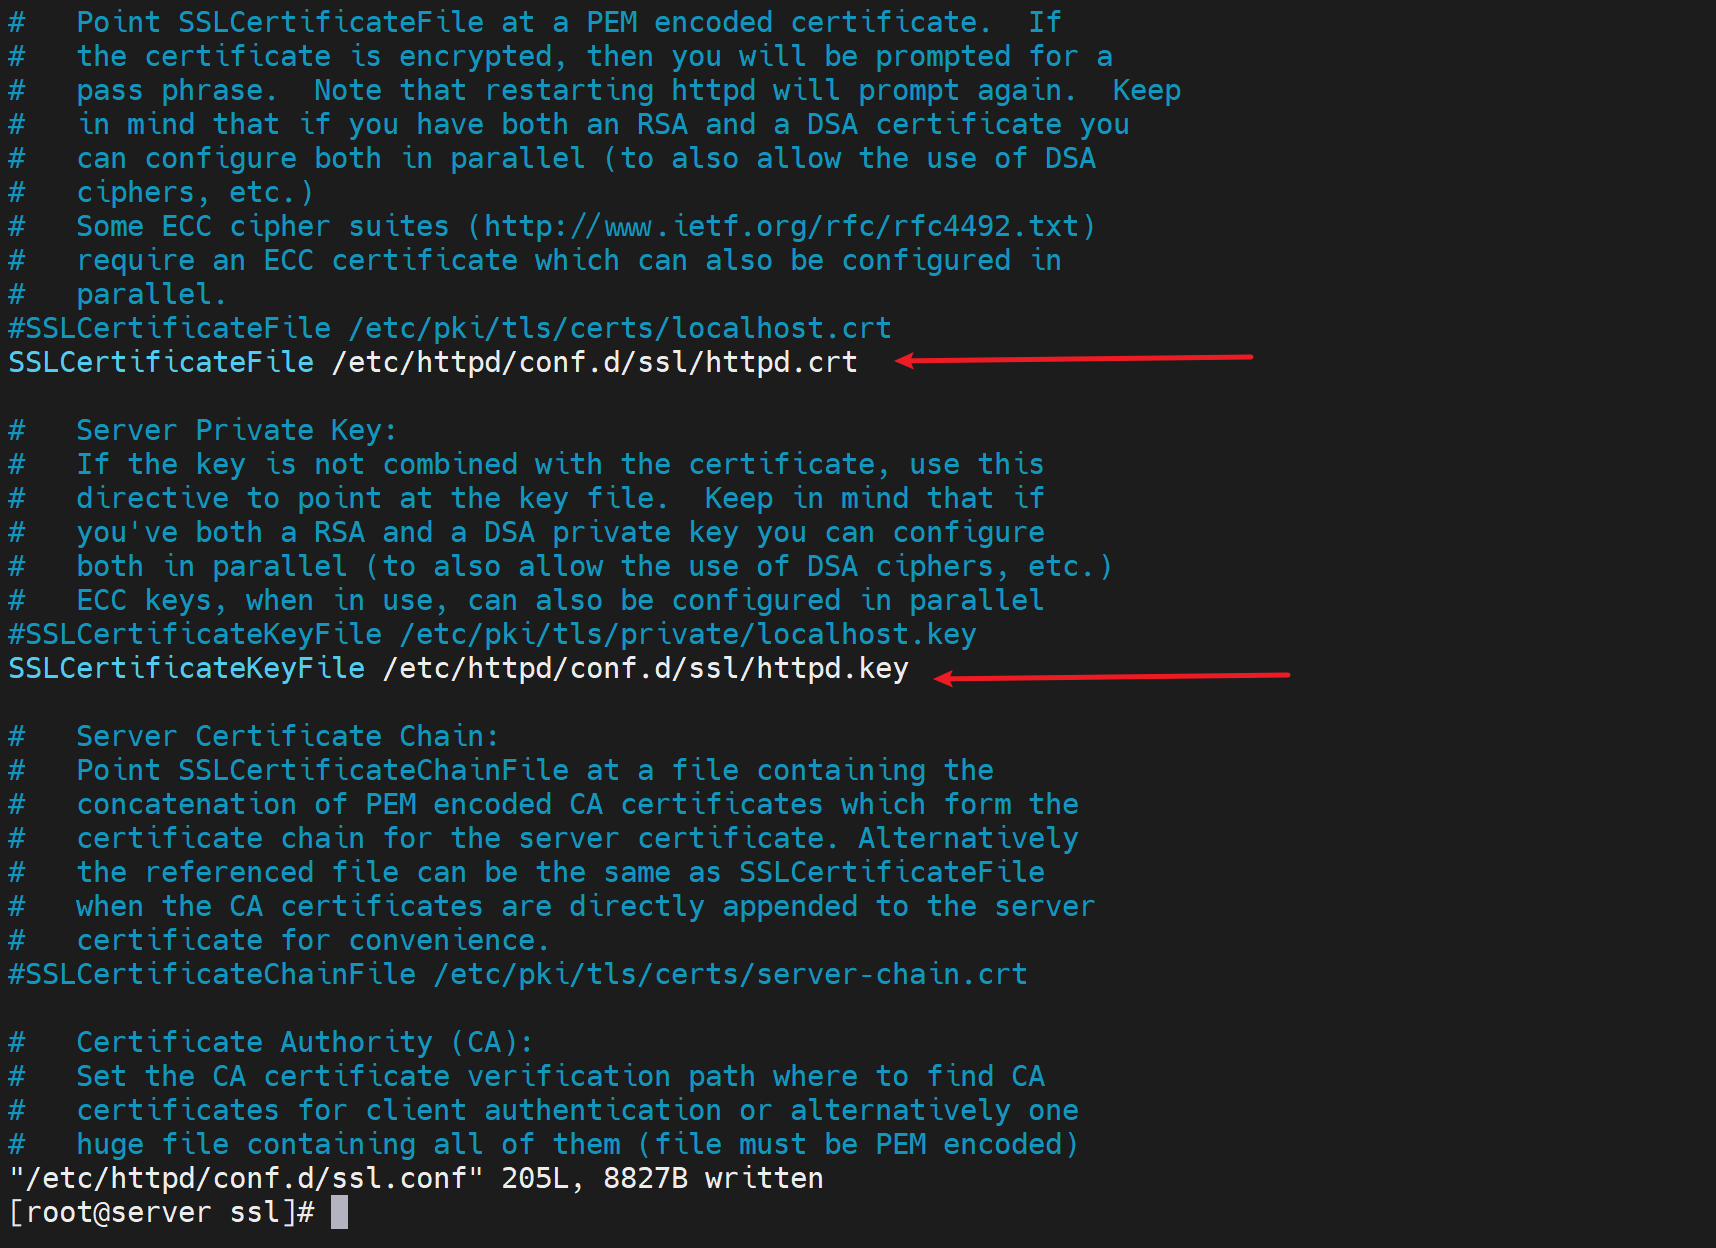 #   Point SSLCertificateFile at a PEM encoded certificate.  If
#   the certificate is encrypted, then you will be prompted for a
#   pass phrase.  Note that restarting httpd will prompt again.  Keep
#   in mind that if you have both an RSA and a DSA certificate you
#   can configure both in parallel (to also allow the use of DSA
#   ciphers, etc.)
#   Some ECC cipher suites (http://www.ietf.org/rfc/rfc4492.txt)
#   require an ECC certificate which can also be configured in
#   parallel.
#SSLCertificateFile /etc/pki/tls/certs/localhost.crt
SSLCertificateFile /etc/httpd/conf.d/ssl/httpd.crt

#   Server Private Key:
#   If the key is not combined with the certificate, use this
#   directive to point at the key file.  Keep in mind that if
#   you've both a RSA and a DSA private key you can configure
#   both in parallel (to also allow the use of DSA ciphers, etc.)
#   ECC keys, when in use, can also be configured in parallel
#SSLCertificateKeyFile /etc/pki/tls/private/localhost.key
SSLCertificateKeyFile /etc/httpd/conf.d/ssl/httpd.key

#   Server Certificate Chain:
#   Point SSLCertificateChainFile at a file containing the
#   concatenation of PEM encoded CA certificates which form the
#   certificate chain for the server certificate. Alternatively
#   the referenced file can be the same as SSLCertificateFile
#   when the CA certificates are directly appended to the server
#   certificate for convenience.
#SSLCertificateChainFile /etc/pki/tls/certs/server-chain.crt

#   Certificate Authority (CA):
#   Set the CA certificate verification path where to find CA
#   certificates for client authentication or alternatively one
#   huge file containing all of them (file must be PEM encoded)
"/etc/httpd/conf.d/ssl.conf" 205L, 8827B written
[root@server ssl]#